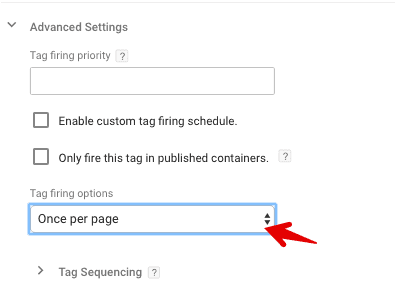 Advanced Settings
Tag firing priority ?
Enable custom tag firing schedule.
Only fire this tag in published containers. ?
Tag firing options
Once per page
Tag Sequencing ?